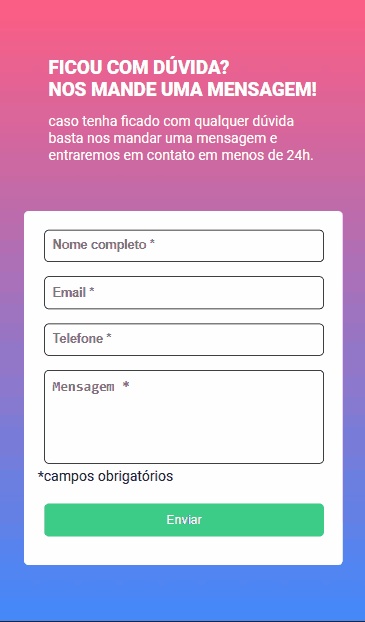 FICOU COM DÚVIDA?
NOS MANDE UMA MENSAGEM!
caso tenha ficado com qualquer dúvida
basta nos mandar uma mensagem e
entraremos em contato em menos de 24h.
Nome completo *
Email *
Telefone *
Mensagem *
*campos obrigatórios
Enviar